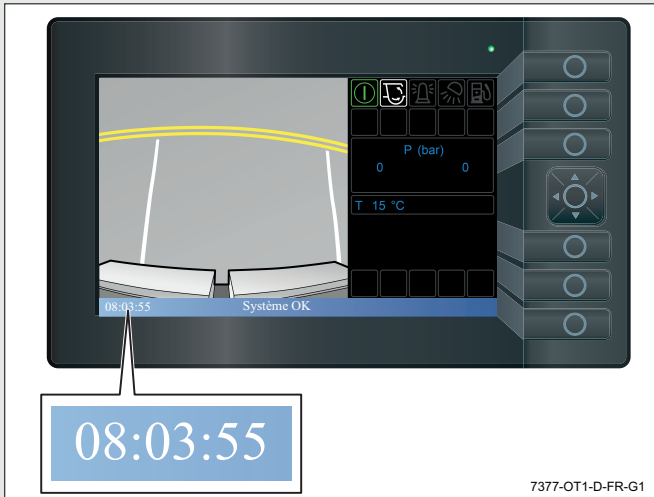 P (bar)
0 0
T 15 °C
08:03:55 Système OK
08:03:55
7377-OT1-D-FR-G1